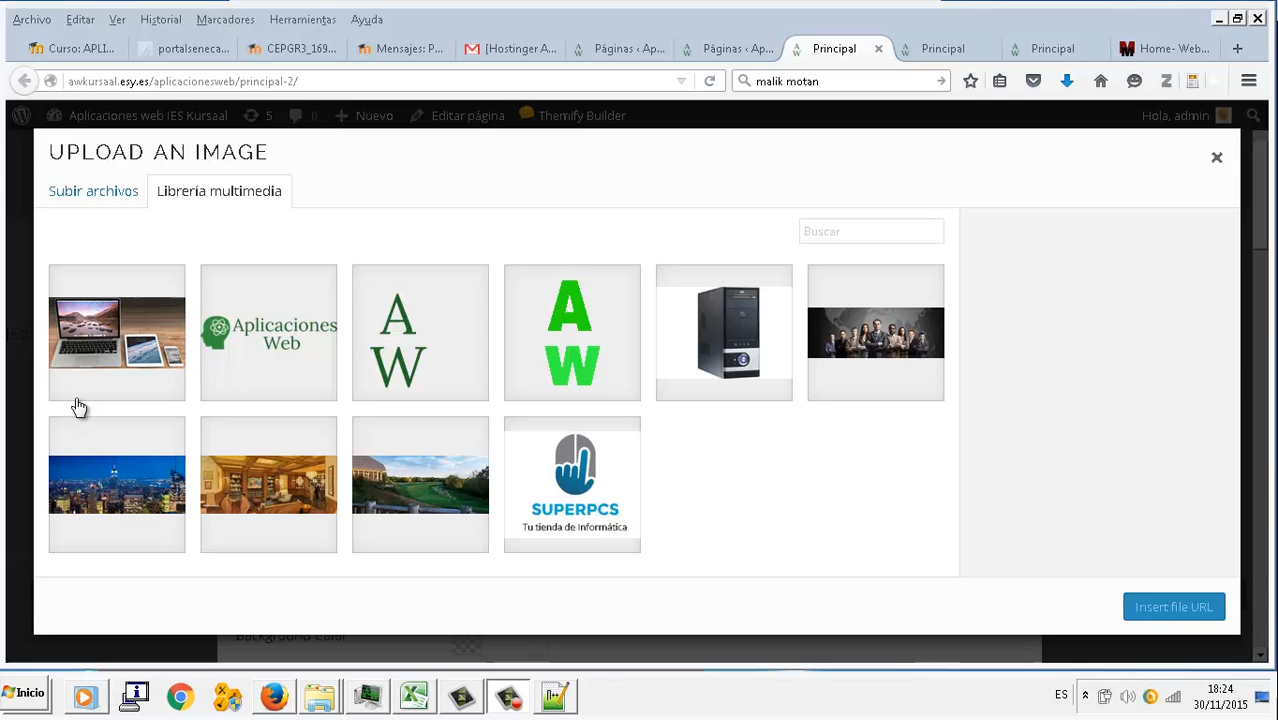 Archivo Editar Ver Historial Marcadores Herramientas Ayuda
Curso: APLI... portalseneca... CEPGR3_169... Mensajes: P... [Hostinger A... Páginas ‹ Ap... Página ‹ Ap... Principal Principal Principal Home- Web...
awkursaal.esy.es/aplicacionesweb/principal-2/ malik motan
Aplicaciones web IES Kursaal 5 0 Nuevo Editar página Themify Builder Hola, admin
UPLOAD AN IMAGE
Subir archivos Librería multimedia
Buscar
Aplicaciones
Web
A
W
A
W
SUPERPCS
Tu tienda de Informática
Insert file URL
Background Color
Inicio ES 18:24
30/11/2015